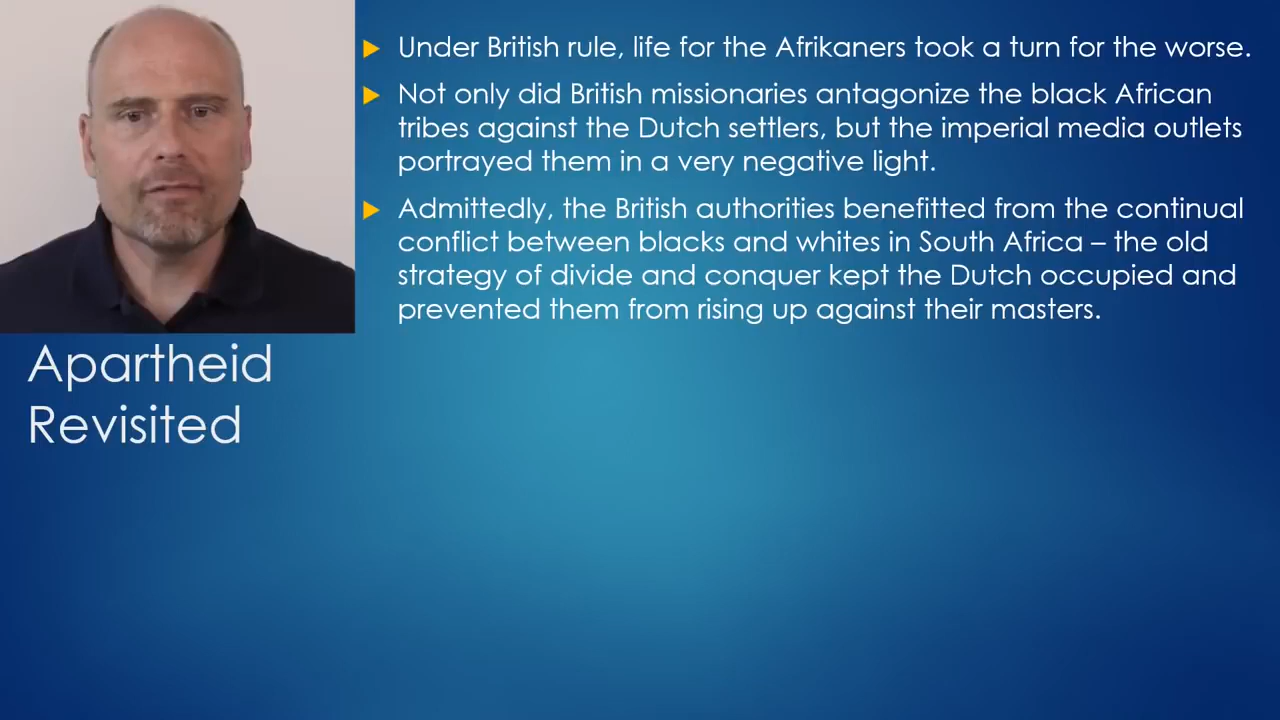 Under British rule, life for the Afrikaners took a turn for the worse.
Not only did British missionaries antagonize the black African
tribes against the Dutch settlers, but the imperial media outlets
portrayed them in a very negative light.
Admittedly, the British authorities benefitted from the continual
conflict between blacks and whites in South Africa – the old
strategy of divide and conquer kept the Dutch occupied and
prevented them from rising up against their masters.
Apartheid
Revisited